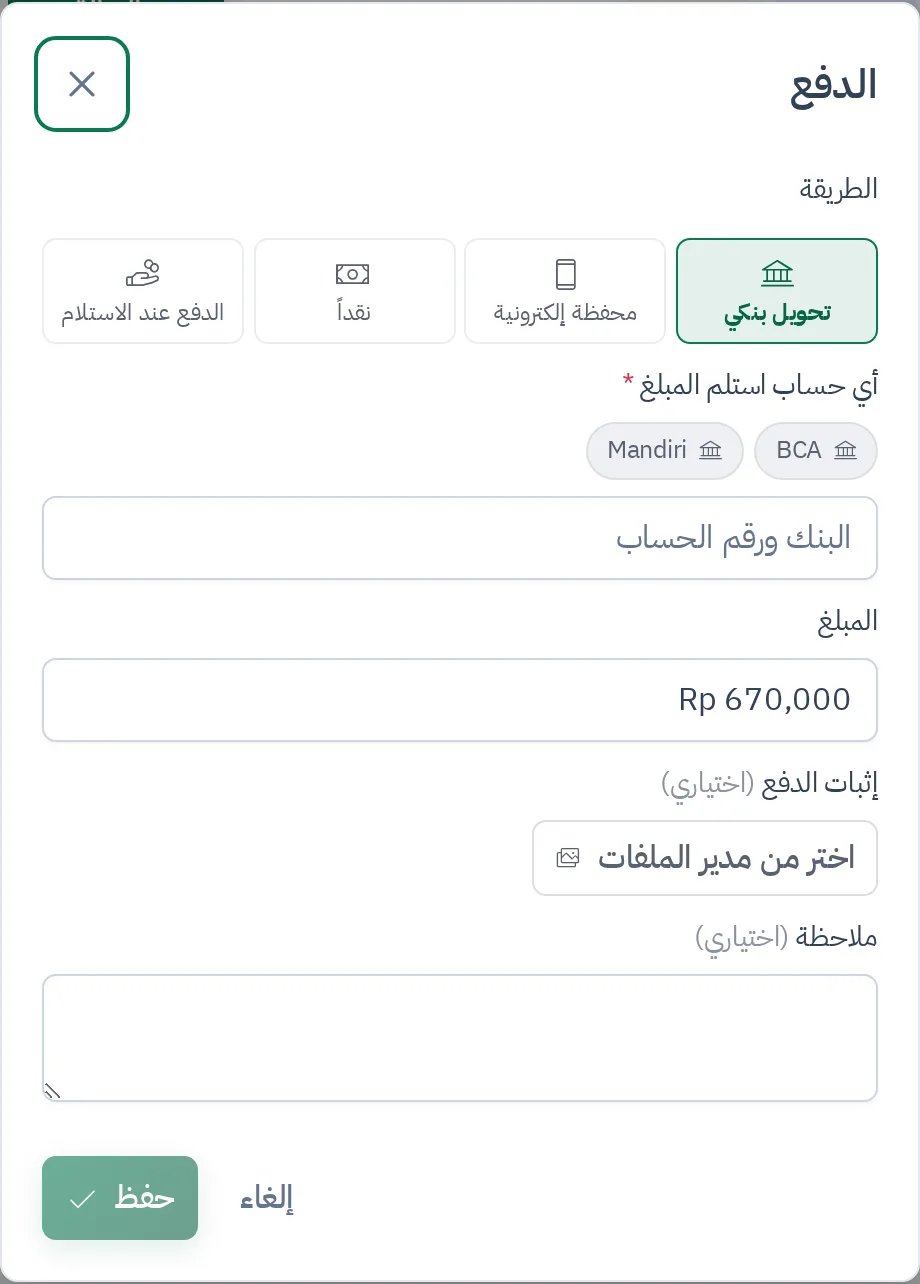 الدفع
الطريقة
تحويل بنكي
محفظة إلكترونية
نقداً
الدفع عند الاستلام
أي حساب استلم المبلغ *
BCA
Mandiri
البنك ورقم الحساب
المبلغ
Rp 670,000
إثبات الدفع (اختياري)
اختر من مدير الملفات
ملاحظة (اختياري)
إلغاء
حفظ